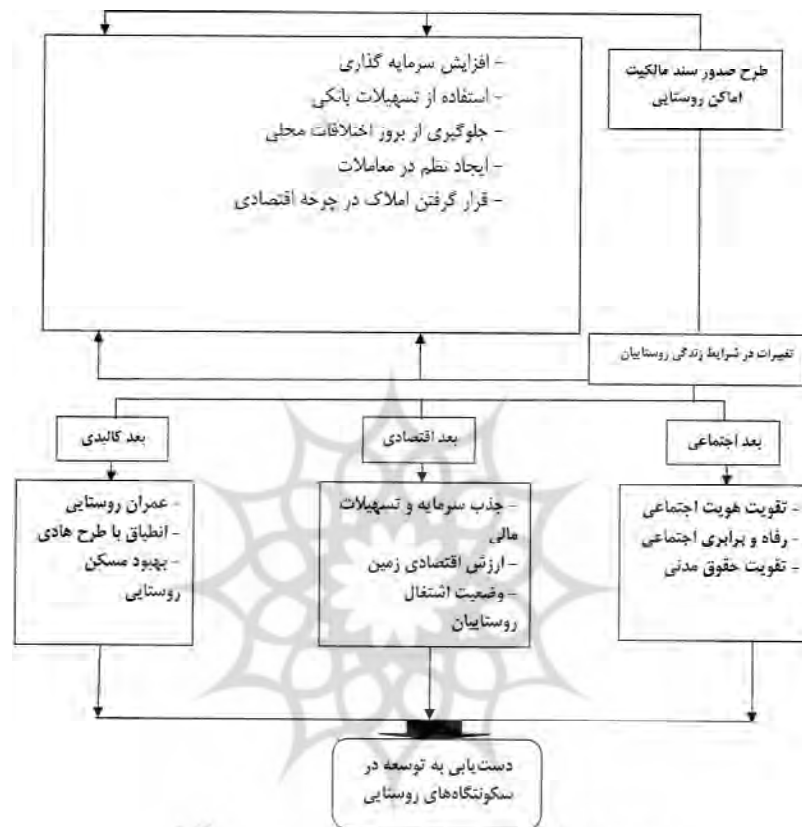 طرح صدور سند مالکیت
اماکن روستایی
- افزایش سرمایه گذاری
- استفاده از تسهیلات بانکی
- جلوگیری از بروز اختلافات محلی
- ایجاد نظم در معاملات
- قرار گرفتن املاک در چرخه اقتصادی
تغییرات در شرایط زندگی روستاییان
بعد اجتماعی
بعد اقتصادی
بعد کالبدی
- تقویت هویت اجتماعی
- رفاه و برابری اجتماعی
- تقویت حقوق مدنی
- جذب سرمایه و تسهیلات
مالی
- ارزش اقتصادی زمین
- وضعیت اشتغال
روستاییان
- عمران روستایی
- انطباق با طرح هادی
- بهبود مسکن
روستایی
دست‌یابی به توسعه در
سکونتگاه‌های روستایی